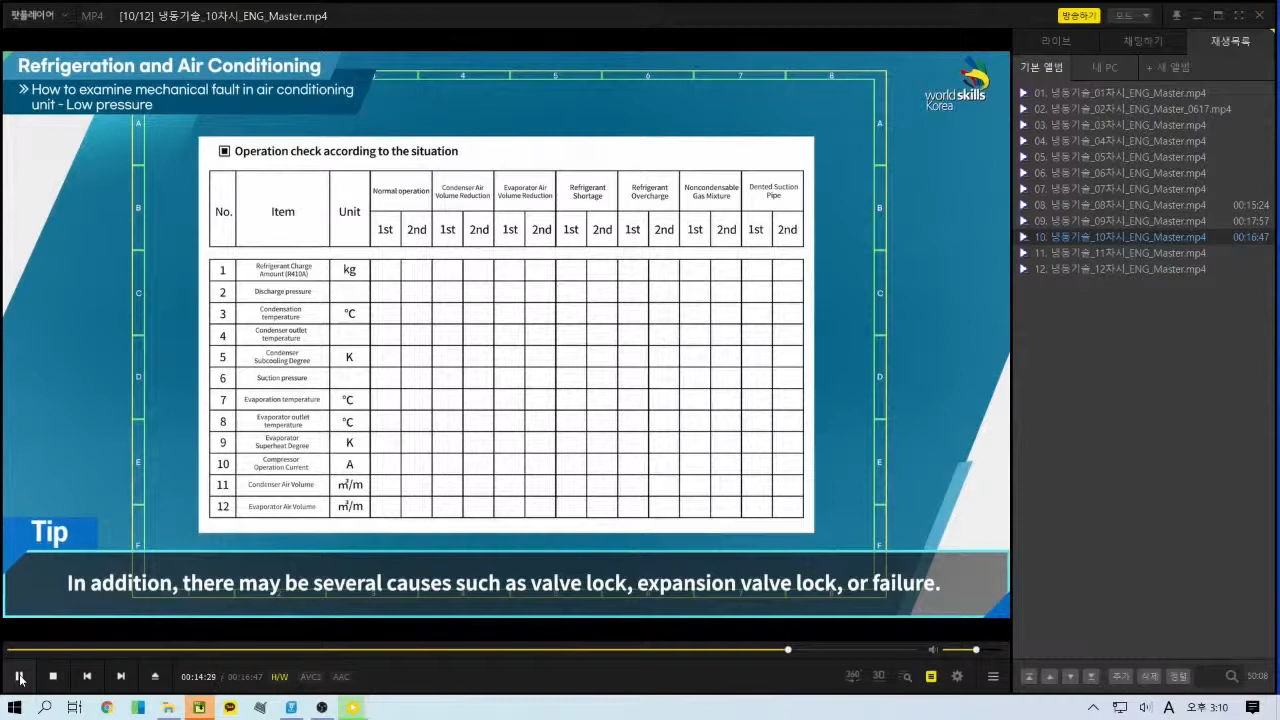 팟플레이어 MP4 [10/12] 냉동기술_10차시_ENG_Master.mp4 방송하기 모드
라이브 채팅하기 재생목록
기본 앨범 내 PC + 새 앨범
01. 냉동기술_01차시_ENG_Master.mp4
02. 냉동기술_02차시_ENG_Master_0617.mp4
03. 냉동기술_03차시_ENG_Master.mp4
04. 냉동기술_04차시_ENG_Master.mp4
05. 냉동기술_05차시_ENG_Master.mp4
06. 냉동기술_06차시_ENG_Master.mp4
07. 냉동기술_07차시_ENG_Master.mp4
08. 냉동기술_08차시_ENG_Master.mp4 00:15:24
09. 냉동기술_09차시_ENG_Master.mp4 00:17:57
10. 냉동기술_10차시_ENG_Master.mp4 00:16:47
11. 냉동기술_11차시_ENG_Master.mp4
12. 냉동기술_12차시_ENG_Master.mp4
Refrigeration and Air Conditioning
How to examine mechanical fault in air conditioning
unit - Low pressure
world skills
Korea
4 5 6 7 8
A A
B B
C C
D D
E E
F F
Operation check according to the situation
No. Item Unit Normal operation Condenser Air Volume Reduction Evaporator Air Volume Reduction Refrigerant Shortage Refrigerant Overcharge Noncondensable Gas Mixture Dented Suction Pipe
1st 2nd 1st 2nd 1st 2nd 1st 2nd 1st 2nd 1st 2nd 1st 2nd
1 Refrigerant Charge Amount (R410A) kg
2 Discharge pressure
3 Condensation temperature °C
4 Condenser outlet temperature
5 Condenser Subcooling Degree K
6 Suction pressure
7 Evaporation temperature °C
8 Evaporator outlet temperature °C
9 Evaporator Superheat Degree K
10 Compressor Operation Current A
11 Condenser Air Volume ㎥/m
12 Evaporator Air Volume ㎥/m
Tip
In addition, there may be several causes such as valve lock, expansion valve lock, or failure.
00:14:29 / 00:16:47 H/W AVC1 AAC
360° 3D
추가 삭제 정렬 50:08
A 오후 3:10